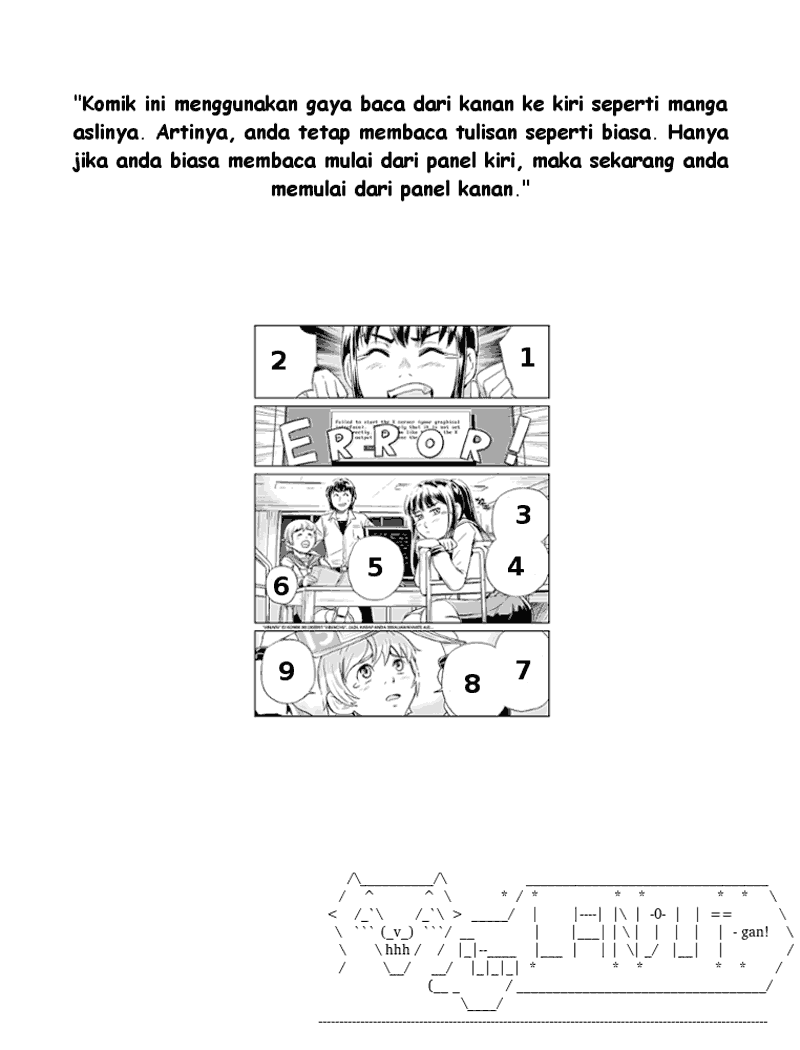 "Komik ini menggunakan gaya baca dari kanan ke kiri seperti manga
aslinya. Artinya, anda tetap membaca tulisan seperti biasa. Hanya
jika anda biasa membaca mulai dari panel kiri, maka sekarang anda
memulai dari panel kanan."
1
2
ERROR!
3
4
5
6
7
8
9
- gan!